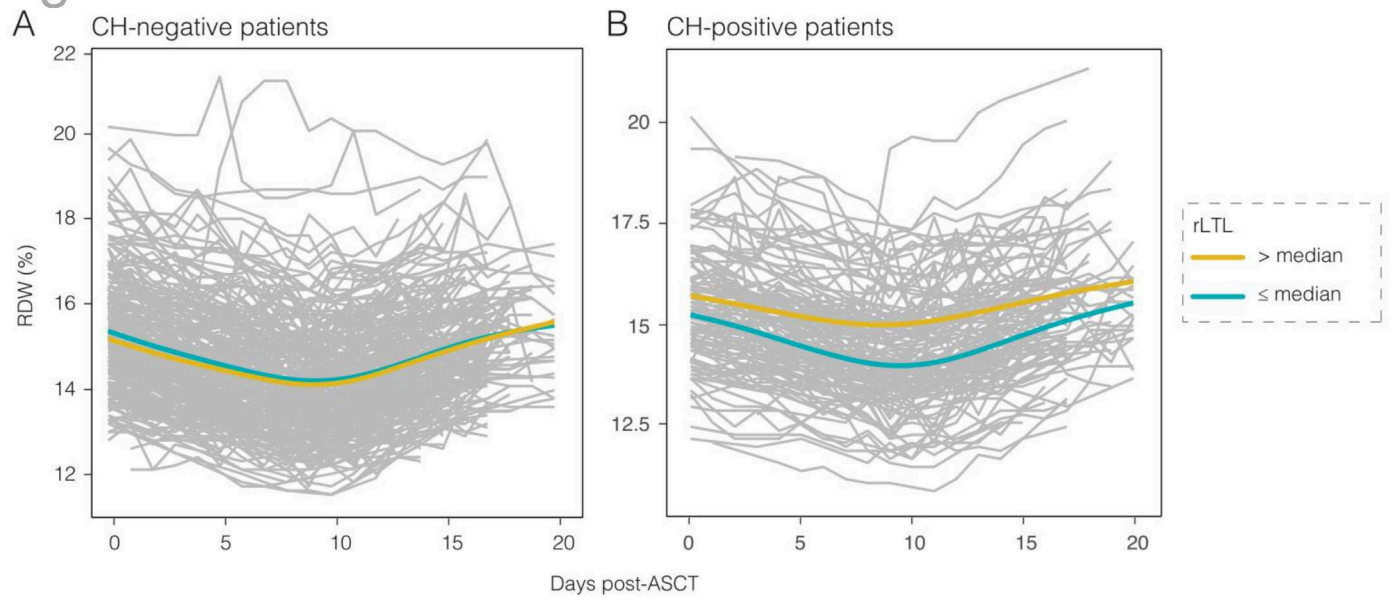 A
CH-negative patients
B
CH-positive patients
22
20
18
16
14
12
RDW (%)
0
5
10
15
20
20
17.5
15
12.5
0
5
10
15
20
Days post-ASCT
rLTL
> median
≤ median